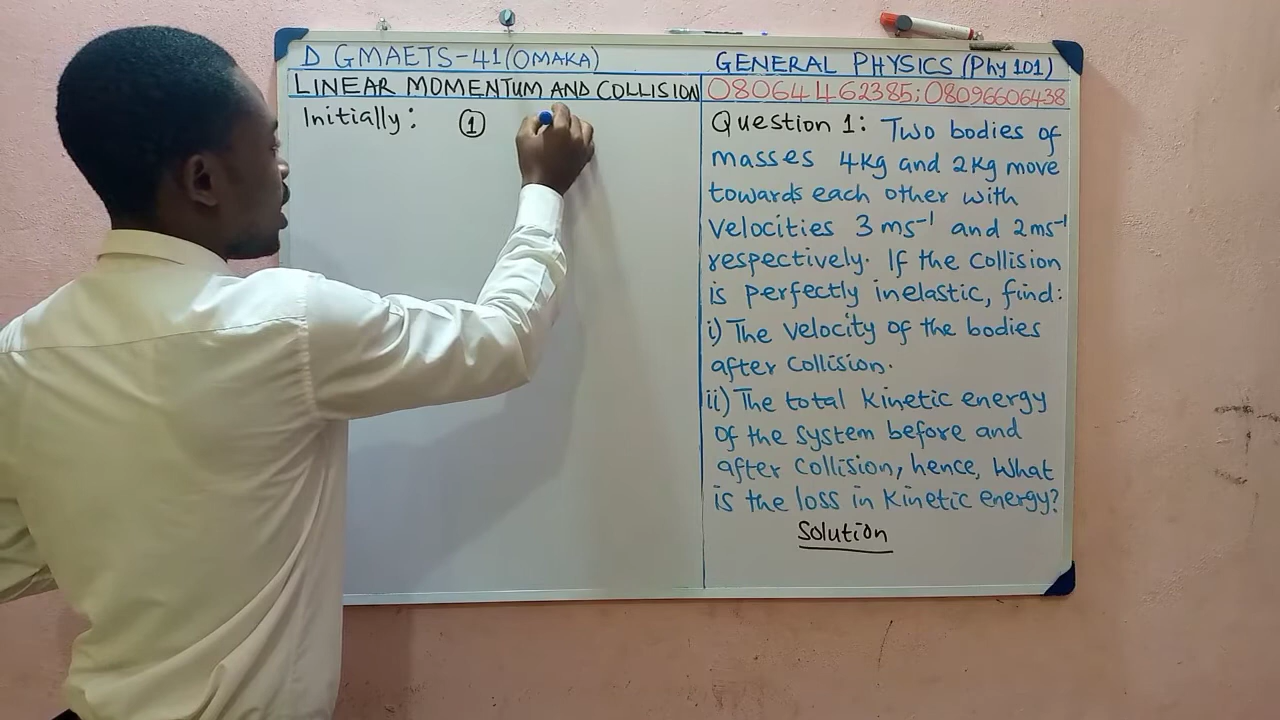 D GMAETS-41(OMAKA)
LINEAR MOMENTUM AND COLLISION
Initially: 1
GENERAL PHYSICS (Phy 101)
08064462385; 08096606438
Question 1: Two bodies of
masses 4Kg and 2Kg move
towards each other with
velocities 3ms⁻¹ and 2ms⁻¹
respectively. If the collision
is perfectly inelastic, find:
i) The velocity of the bodies
after collision.
ii) The total kinetic energy
of the system before and
after collision, hence, What
is the loss in kinetic energy?
Solution